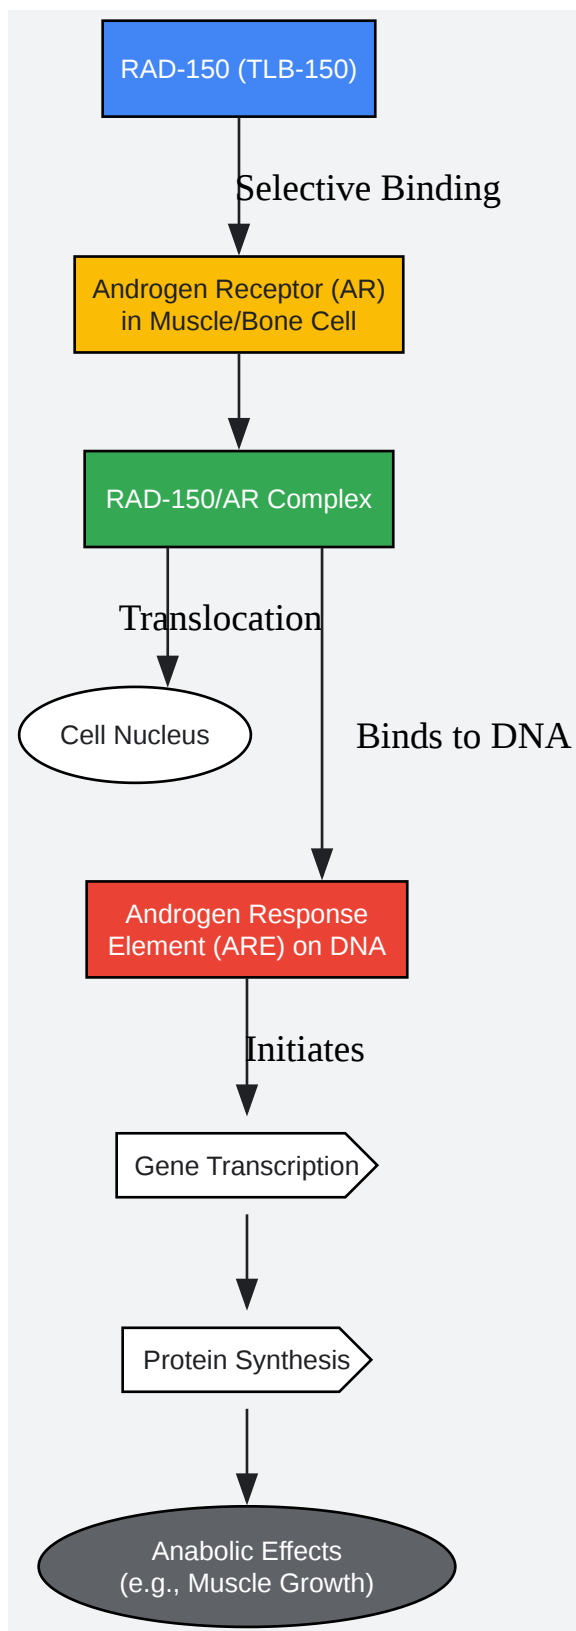 RAD-150 (TLB-150)
Selective Binding
Androgen Receptor (AR)
in Muscle/Bone Cell
RAD-150/AR Complex
Translocation
Cell Nucleus
Binds to DNA
Androgen Response
Element (ARE) on DNA
Initiates
Gene Transcription
Protein Synthesis
Anabolic Effects
(e.g., Muscle Growth)